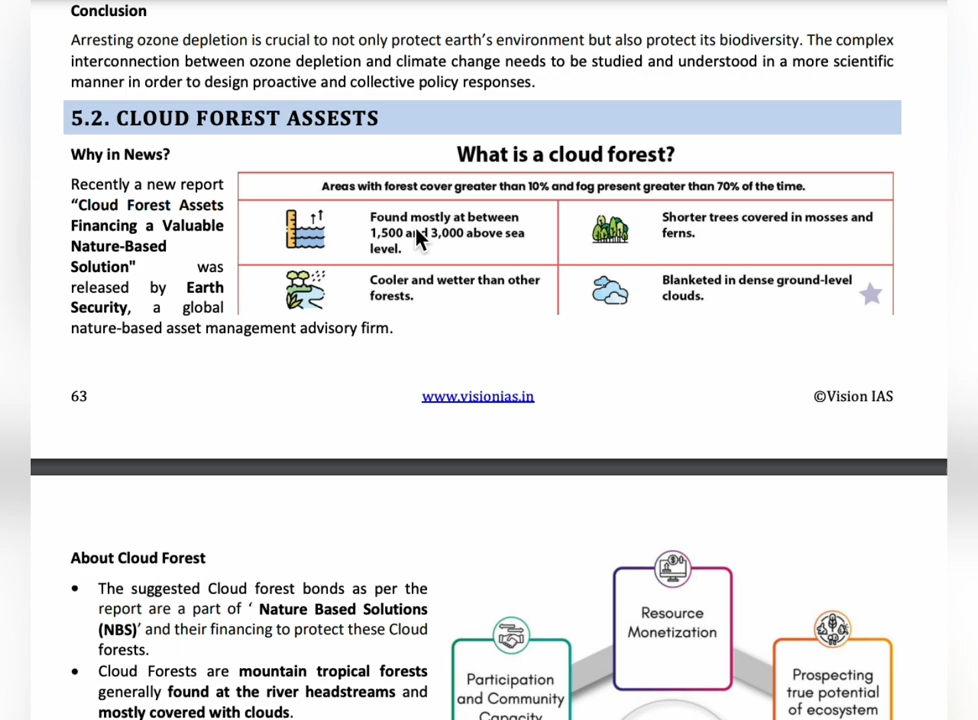 Conclusion
Arresting ozone depletion is crucial to not only protect earth's environment but also protect its biodiversity. The complex
interconnection between ozone depletion and climate change needs to be studied and understood in a more scientific
manner in order to design proactive and collective policy responses.
5.2. CLOUD FOREST ASSESTS
Why in News?
Recently a new report
"Cloud Forest Assets
Financing a Valuable
Nature-Based
Solution" was
released by Earth
Security, a global
nature-based asset management advisory firm.
What is a cloud forest?
Areas with forest cover greater than 10% and fog present greater than 70% of the time.
Found mostly at between
1,500 and 3,000 above sea
level.
Shorter trees covered in mosses and
ferns.
Cooler and wetter than other
forests.
Blanketed in dense ground-level
clouds.
63
www.visionias.in
©Vision IAS
About Cloud Forest
• The suggested Cloud forest bonds as per the
report are a part of ' Nature Based Solutions
(NBS)' and their financing to protect these Cloud
forests.
• Cloud Forests are mountain tropical forests
generally found at the river headstreams and
mostly covered with clouds.
Resource
Monetization
Participation
and Community
Capacity
Prospecting
true potential
of ecosystem